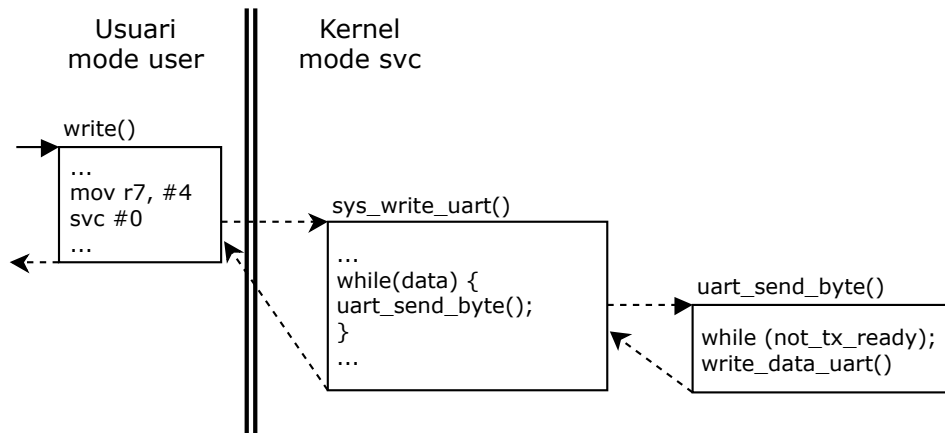 Usuari
mode user
Kernel
mode svc
write()
...
mov r7, #4
svc #0
...
sys_write_uart()
...
while(data) {
uart_send_byte();
}
...
uart_send_byte()
while (not_tx_ready);
write_data_uart()